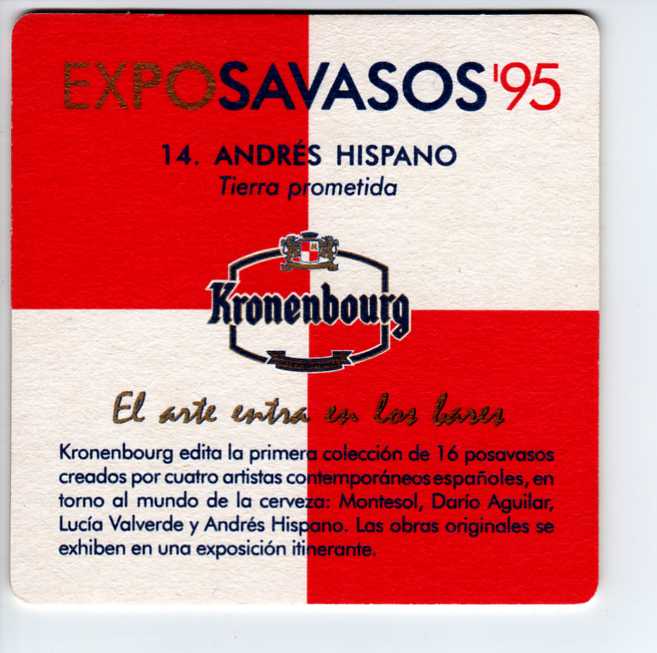 EXPOSAVASOS'95
14. ANDRÉS HISPANO
Tierra prometida
Kronenbourg
El arte entra en los bares
Kronenbourg edita la primera colección de 16 posavasos
creados por cuatro artistas contemporáneos españoles, en
torno al mundo de la cerveza: Montesol, Darío Aguilar,
Lucía Valverde y Andrés Hispano. Las obras originales se
exhiben en una exposición itinerante.